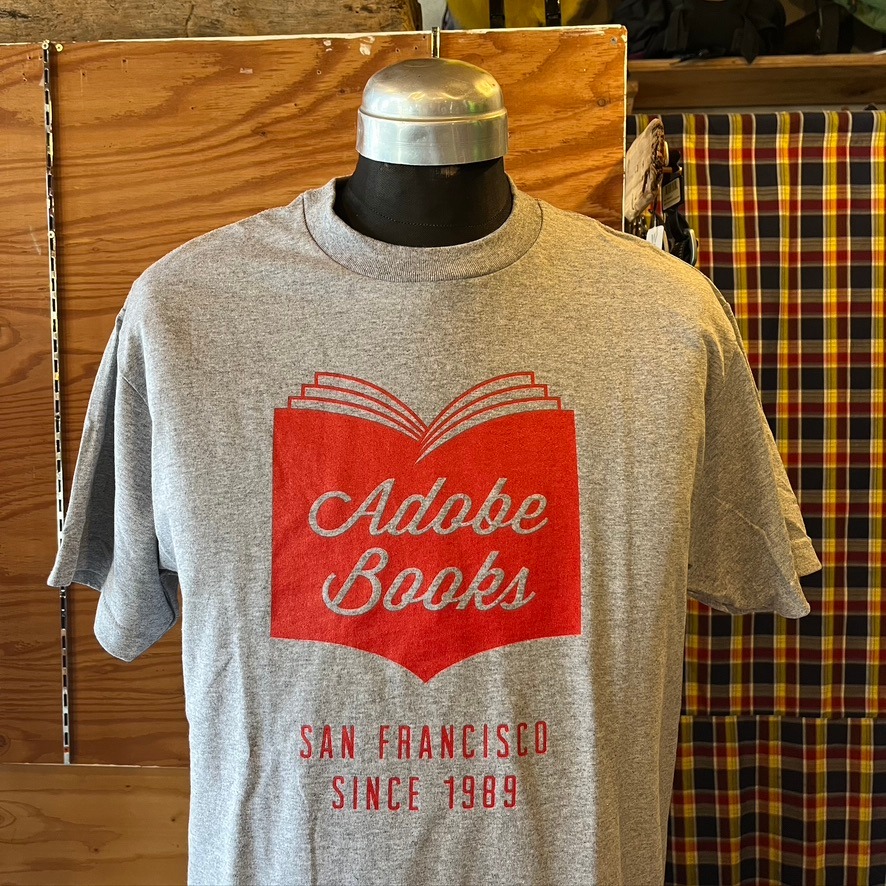 Adobe
Books
SAN FRANCISCO
SINCE 1989